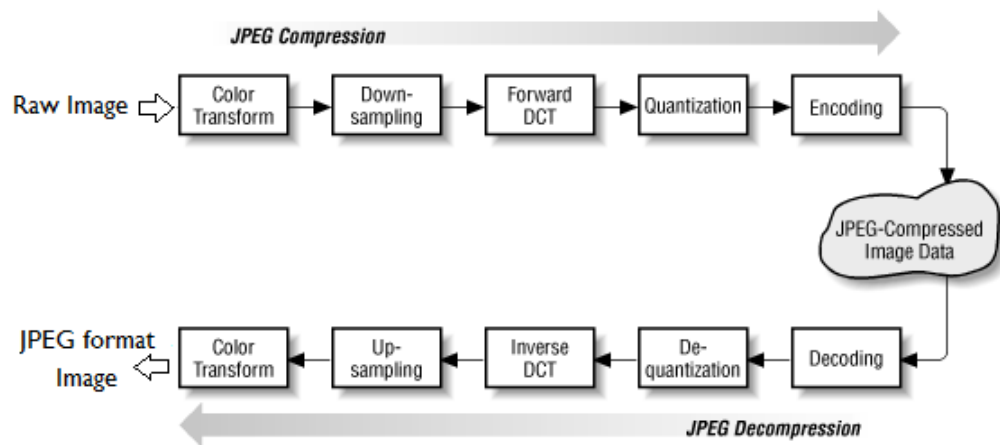 JPEG Compression
Raw Image
Color
Transform
Down-
sampling
Forward
DCT
Quantization
Encoding
JPEG-Compressed
Image Data
JPEG format
Image
Color
Transform
Up-
sampling
Inverse
DCT
De-
quantization
Decoding
JPEG Decompression